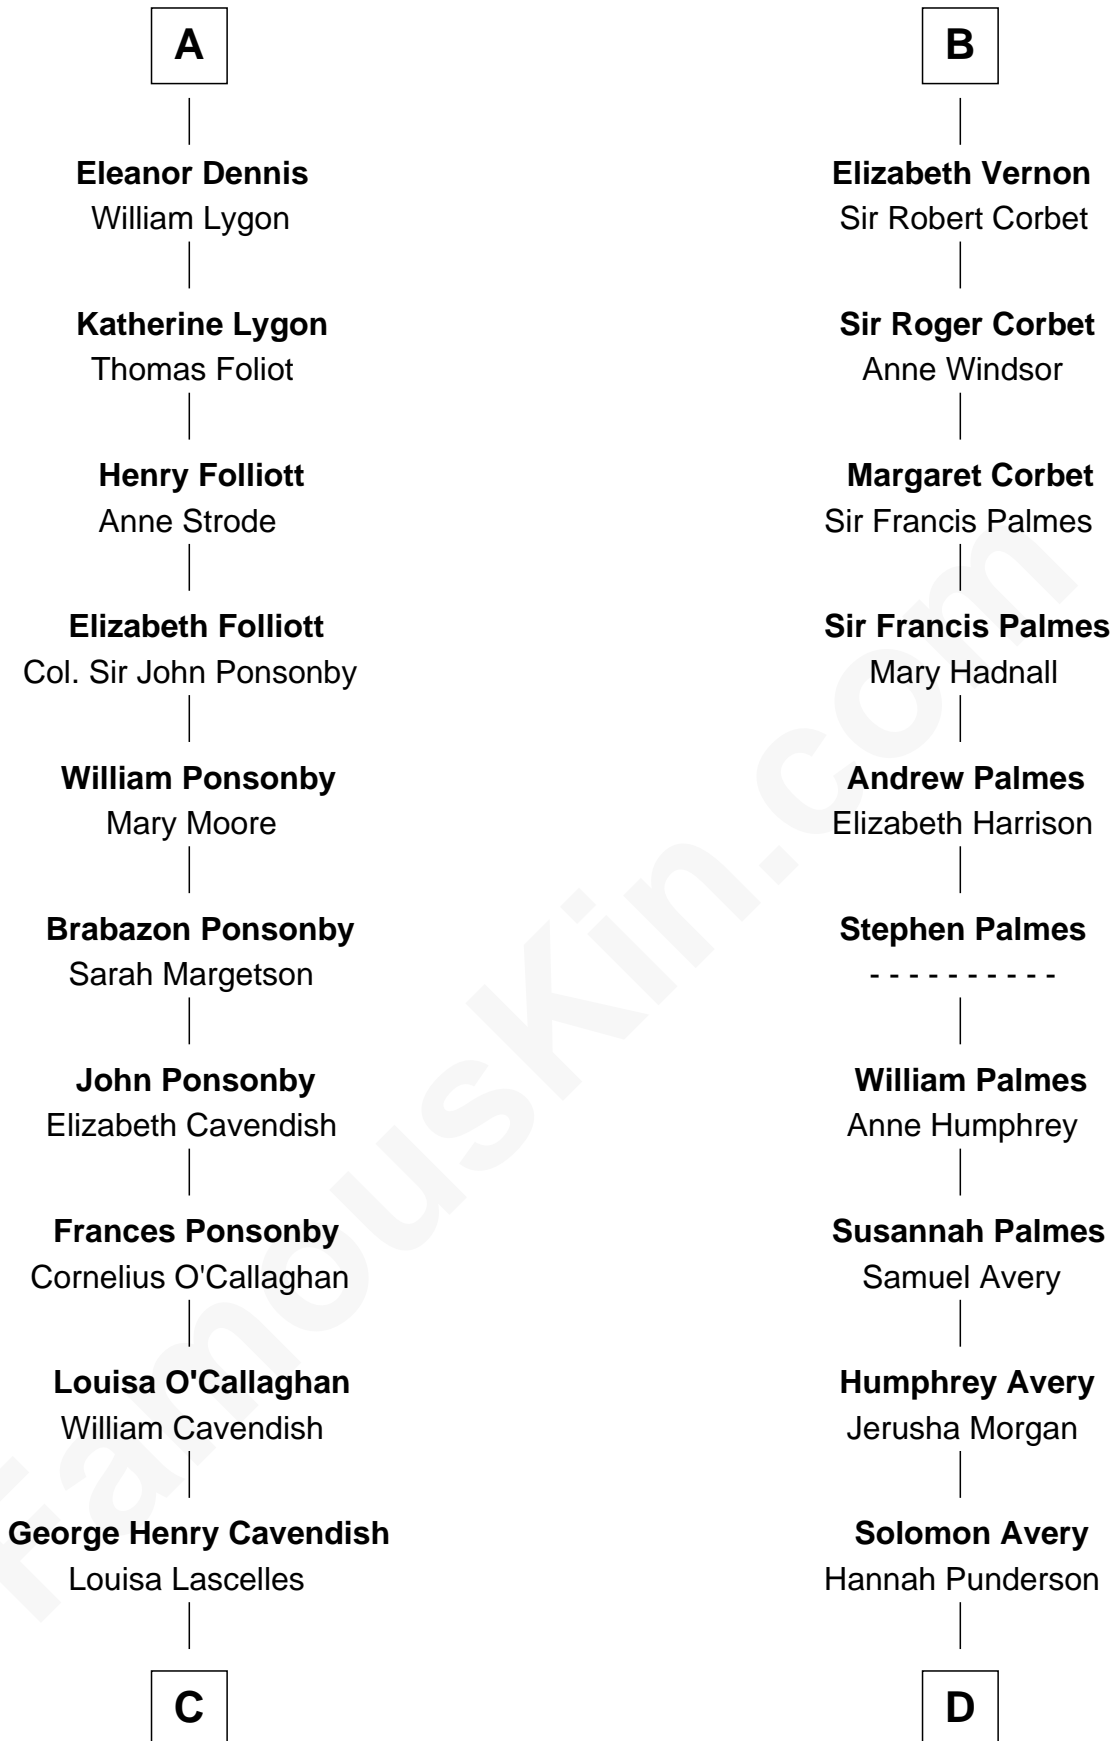 A
Eleanor Dennis
William Lygon
Katherine Lygon
Thomas Foliot
Henry Folliott
Anne Strode
Elizabeth Folliott
Col. Sir John Ponsonby
William Ponsonby
Mary Moore
Brabazon Ponsonby
Sarah Margetson
John Ponsonby
Elizabeth Cavendish
Frances Ponsonby
Cornelius O'Callaghan
Louisa O'Callaghan
William Cavendish
George Henry Cavendish
Louisa Lascelles
C
B
Elizabeth Vernon
Sir Robert Corbet
Sir Roger Corbet
Anne Windsor
Margaret Corbet
Sir Francis Palmes
Sir Francis Palmes
Mary Hadnall
Andrew Palmes
Elizabeth Harrison
Stephen Palmes
- - - - - - - - - -
William Palmes
Anne Humphrey
Susannah Palmes
Samuel Avery
Humphrey Avery
Jerusha Morgan
Solomon Avery
Hannah Punderson
D
FamousKin.com